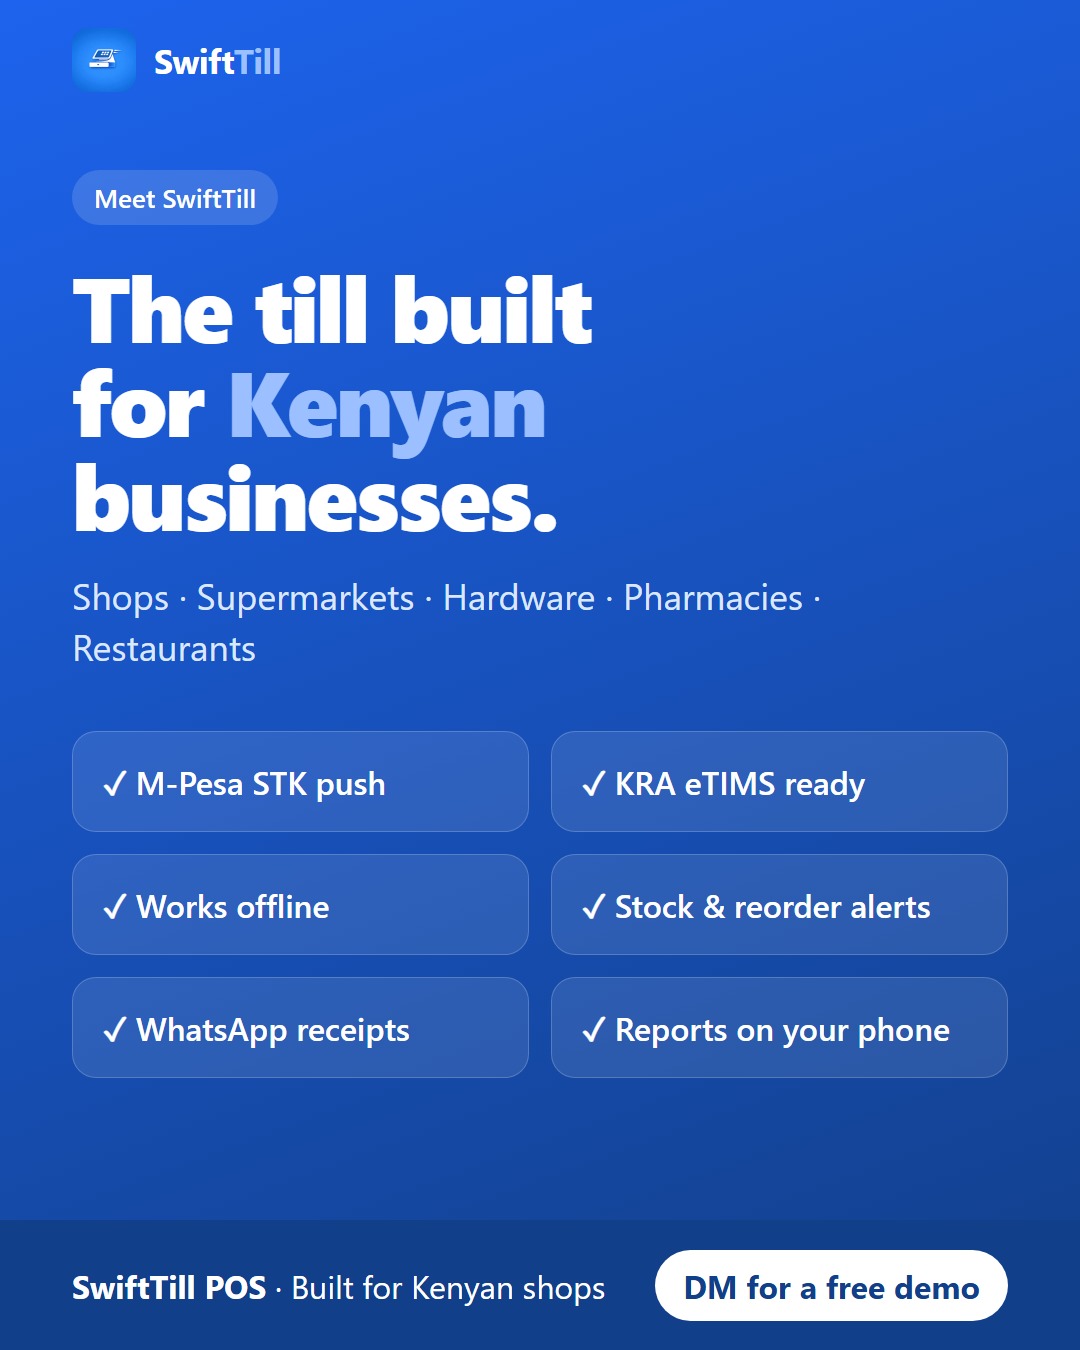 SwiftTill
Meet SwiftTill
The till built
for Kenyan
businesses.
Shops · Supermarkets · Hardware · Pharmacies ·
Restaurants
✓ M-Pesa STK push
✓ KRA eTIMS ready
✓ Works offline
✓ Stock & reorder alerts
✓ WhatsApp receipts
✓ Reports on your phone
SwiftTill POS · Built for Kenyan shops
DM for a free demo